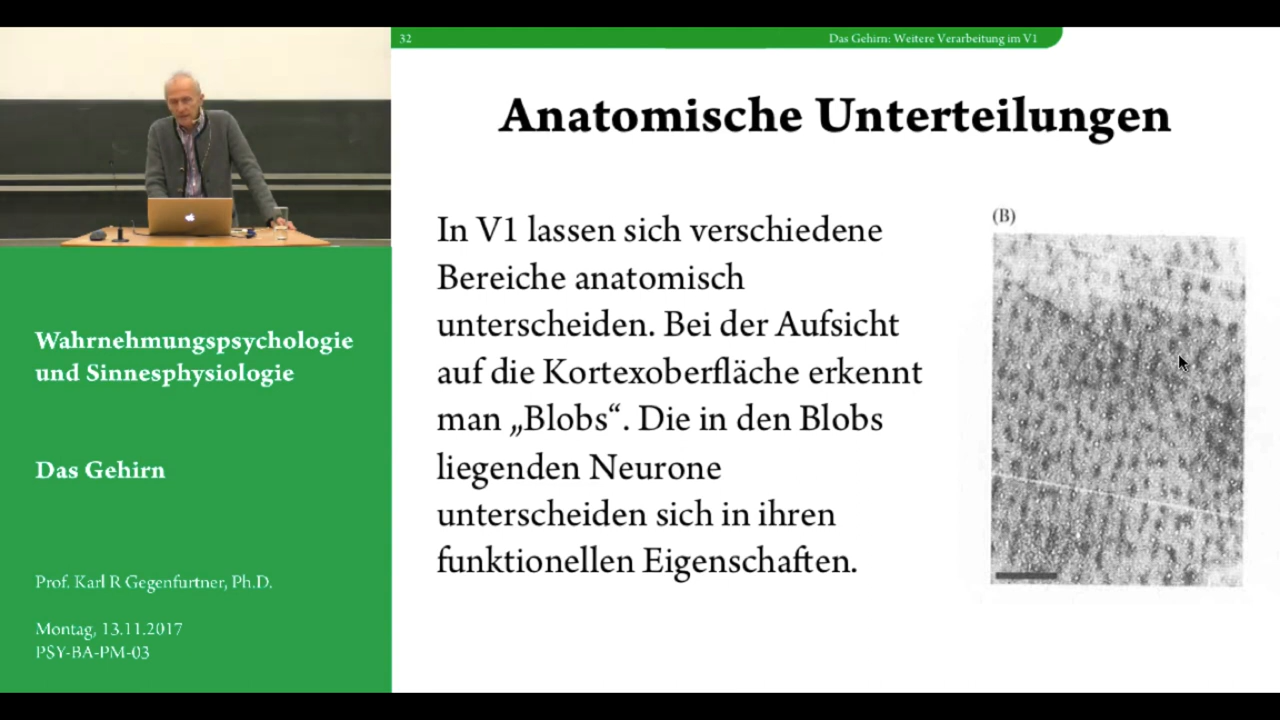 32
Das Gehirn: Weitere Verarbeitung im V1
Anatomische Unterteilungen
In V1 lassen sich verschiedene
Bereiche anatomisch
unterscheiden. Bei der Aufsicht
auf die Kortexoberfläche erkennt
man „Blobs“. Die in den Blobs
liegenden Neurone
unterscheiden sich in ihren
funktionellen Eigenschaften.
(B)
Wahrnehmungspsychologie
und Sinnesphysiologie
Das Gehirn
Prof. Karl R Gegenfurtner, Ph.D.
Montag, 13.11.2017
PSY-BA-PM-03